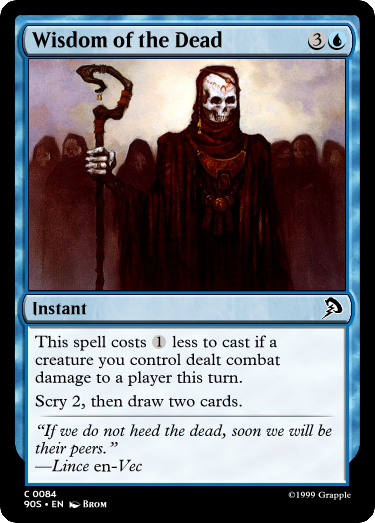 Wisdom of the Dead 3
Instant
This spell costs 1 less to cast if a
creature you control dealt combat
damage to a player this turn.
Scry 2, then draw two cards.
“If we do not heed the dead, soon we will be
their peers.”
—Lince en-Vec
C 0084
90S • EN BROM
©1999 Grapple